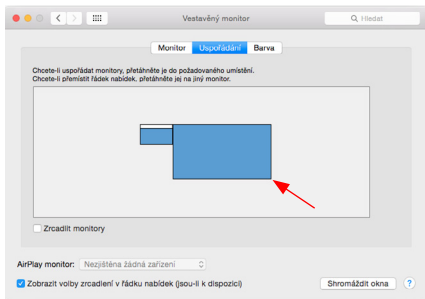 Vestavěný monitor
Hledat
Monitor Uspořádání Barva
Chcete-li uspořádat monitory, přetáhněte je do požadovaného umístění.
Chcete-li přemístit řádek nabídek, přetáhněte jej na jiný monitor.
Zrcadlit monitory
AirPlay monitor: Nezjištěna žádná zařízení
Zobrazit volby zrcadlení v řádku nabídek (jsou-li k dispozici)
Shromáždit okna ?